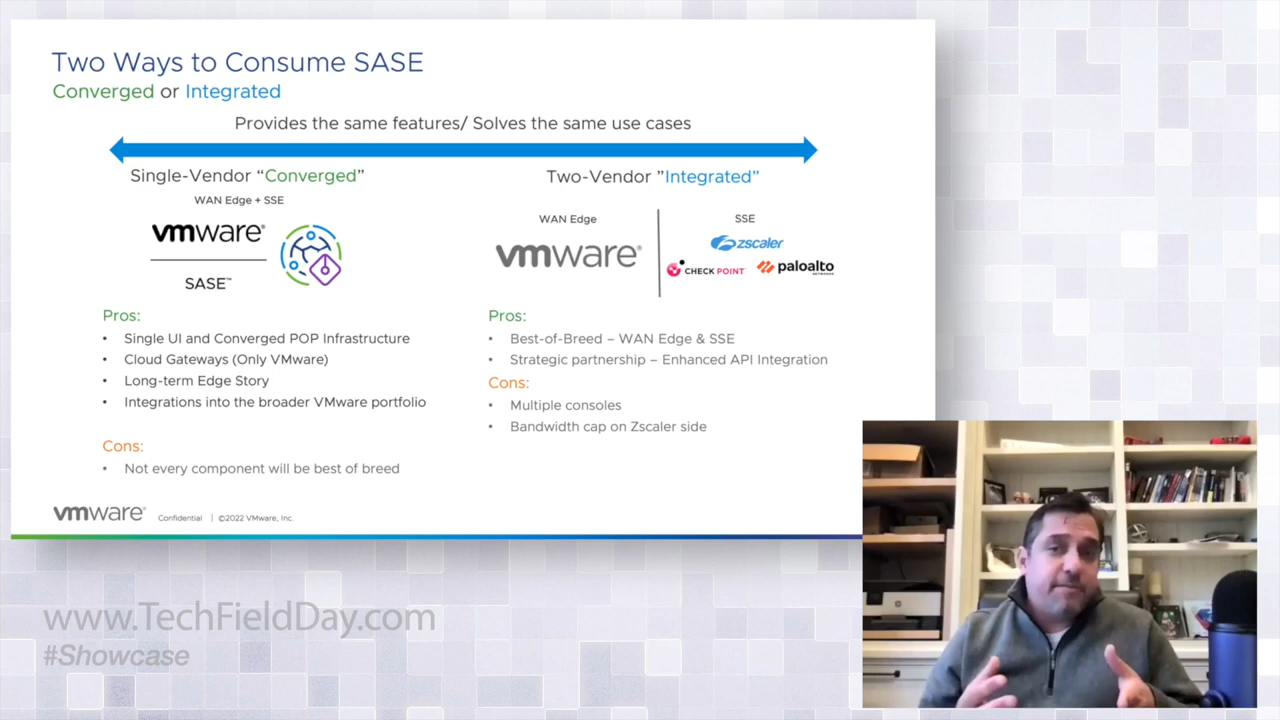 Two Ways to Consume SASE
Converged or Integrated
Provides the same features/ Solves the same use cases
Single-Vendor “Converged”
WAN Edge + SSE
vmware®
SASE™
Pros:
• Single UI and Converged POP Infrastructure
• Cloud Gateways (Only VMware)
• Long-term Edge Story
• Integrations into the broader VMware portfolio
Cons:
• Not every component will be best of breed
Two-Vendor ”Integrated”
WAN Edge
vmware®
SSE
zscaler
CHECK POINT
paloalto
NETWORKS
Pros:
• Best-of-Breed – WAN Edge & SSE
• Strategic partnership – Enhanced API Integration
Cons:
• Multiple consoles
• Bandwidth cap on Zscaler side
vmware® Confidential | ©2022 VMware, Inc.
www.TechFieldDay.com
#Showcase